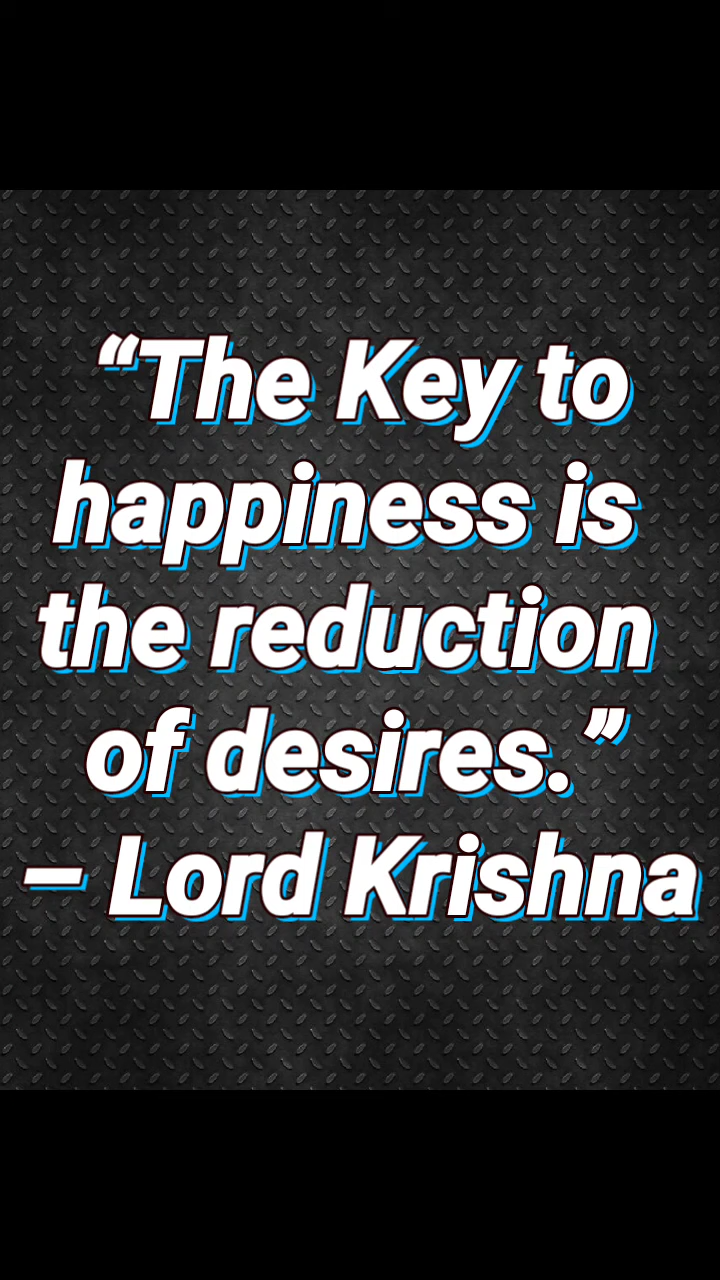 “The Key to
happiness is
the reduction
of desires.”
– Lord Krishna